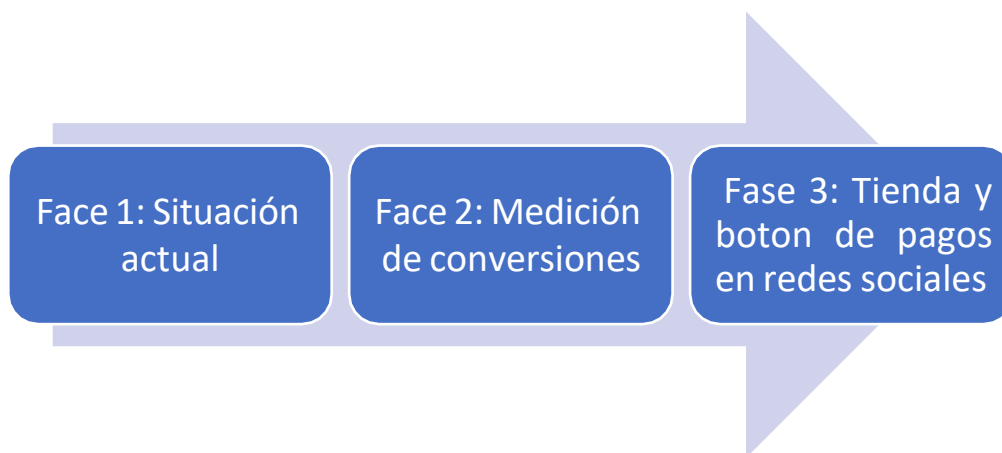 Face 1: Situación
actual
Face 2: Medición
de conversiones
Fase 3: Tienda y
boton de pagos
en redes sociales